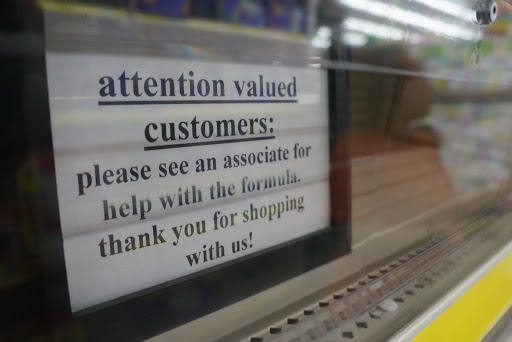 attention valued
customers:
please see an associate for
help with the formula.
thank you for shopping
with us!